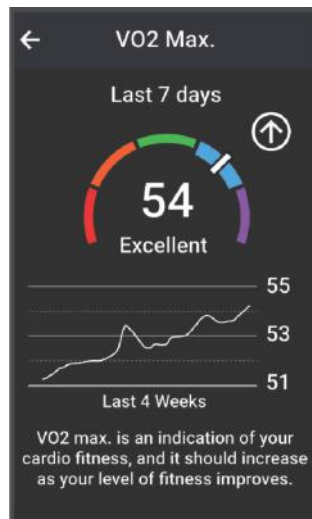 VO2 Max.
Last 7 days
54
Excellent
55
53
51
Last 4 Weeks
VO2 max. is an indication of your
cardio fitness, and it should increase
as your level of fitness improves.